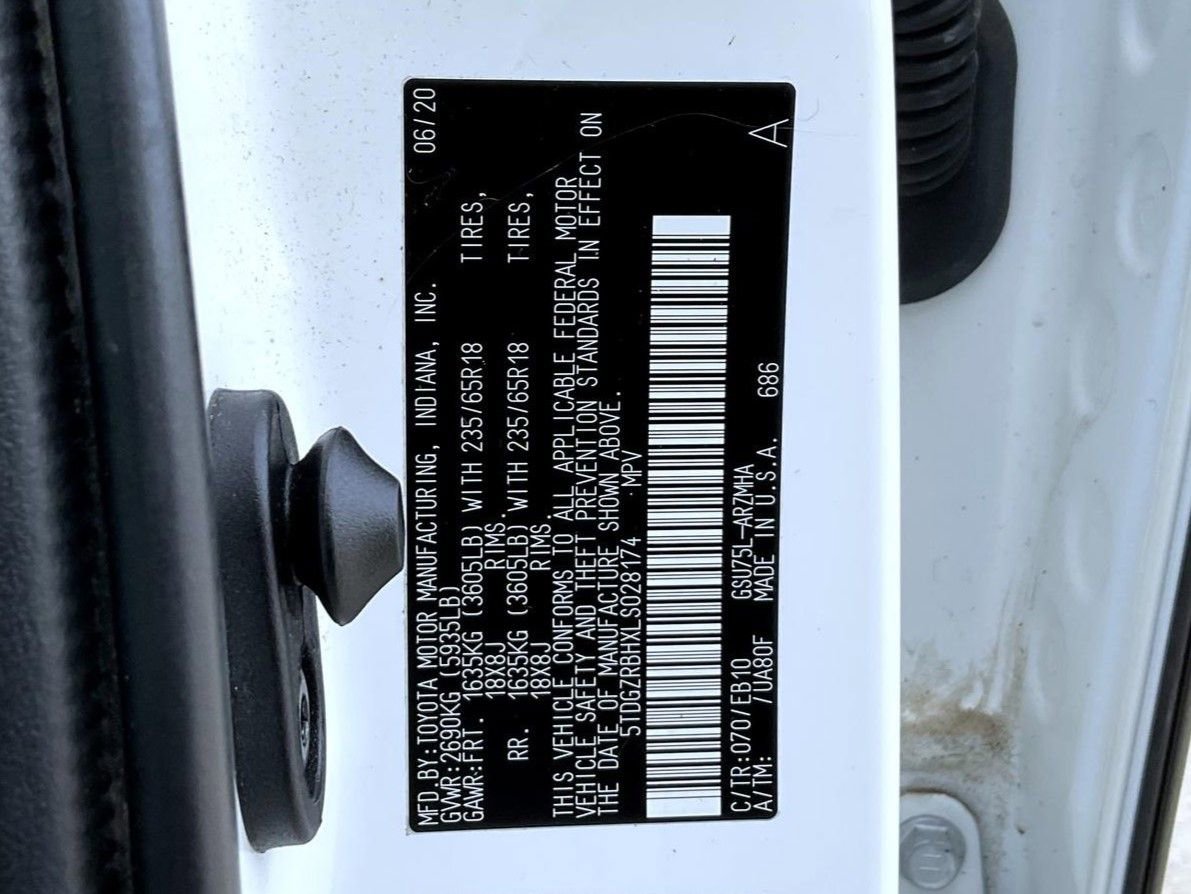 MFD.BY:TOYOTA MOTOR MANUFACTURING, INDIANA, INC. 06/20
GVWR:2690KG (5935LB)
GAWR:FRT. 1635KG (3605LB) WITH 235/65R18 TIRES,
18X8J RIMS.
RR. 1635KG (3605LB) WITH 235/65R18 TIRES,
18X8J RIMS.
THIS VEHICLE CONFORMS TO ALL APPLICABLE FEDERAL MOTOR
VEHICLE SAFETY AND THEFT PREVENTION STANDARDS IN EFFECT ON
THE DATE OF MANUFACTURE SHOWN ABOVE.
5TDGZRBHXLS028174 MPV
C/TR:070/EB10 GSU75L-ARZMHA
A/TM: /UA80F MADE IN U.S.A. 686 A